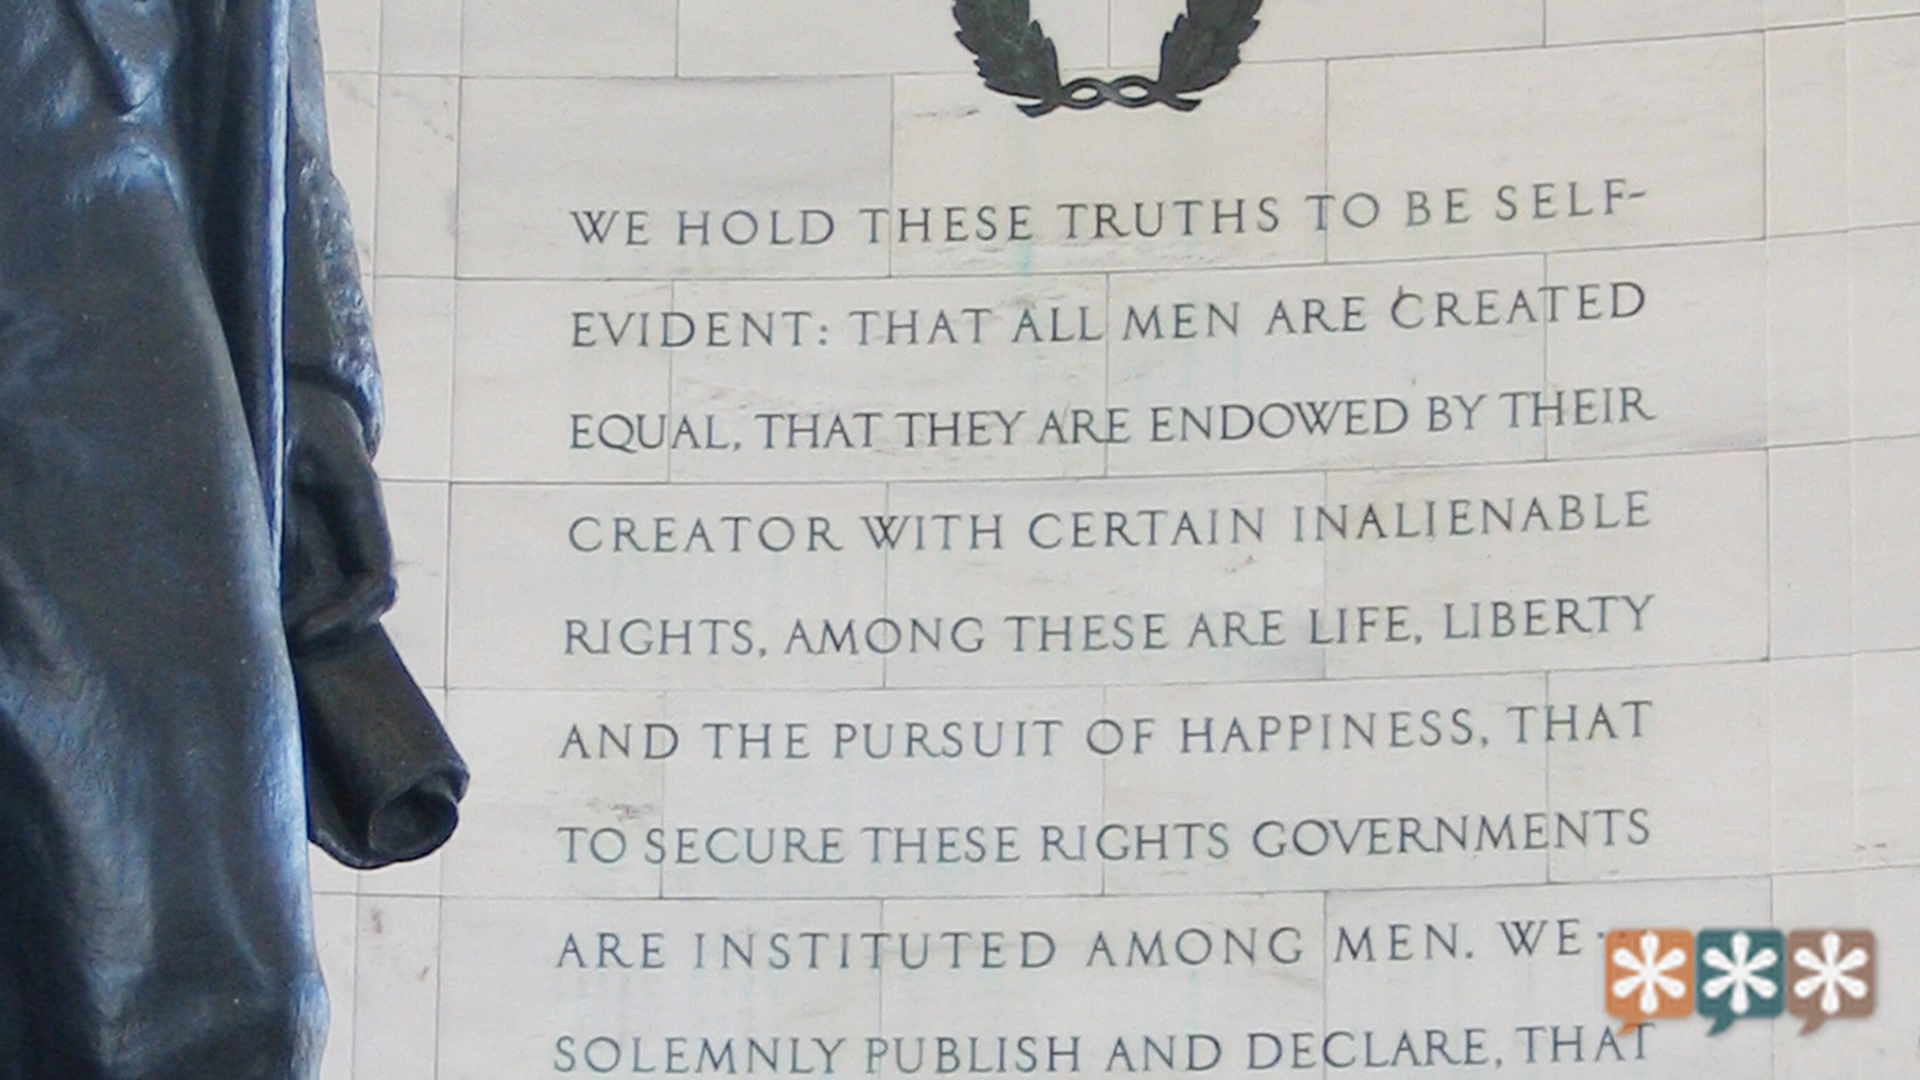 WE HOLD THESE TRUTHS TO BE SELF-
EVIDENT: THAT ALL MEN ARE CREATED
EQUAL, THAT THEY ARE ENDOWED BY THEIR
CREATOR WITH CERTAIN INALIENABLE
RIGHTS, AMONG THESE ARE LIFE, LIBERTY
AND THE PURSUIT OF HAPPINESS, THAT
TO SECURE THESE RIGHTS GOVERNMENTS
ARE INSTITUTED AMONG MEN. WE
SOLEMNLY PUBLISH AND DECLARE, THAT